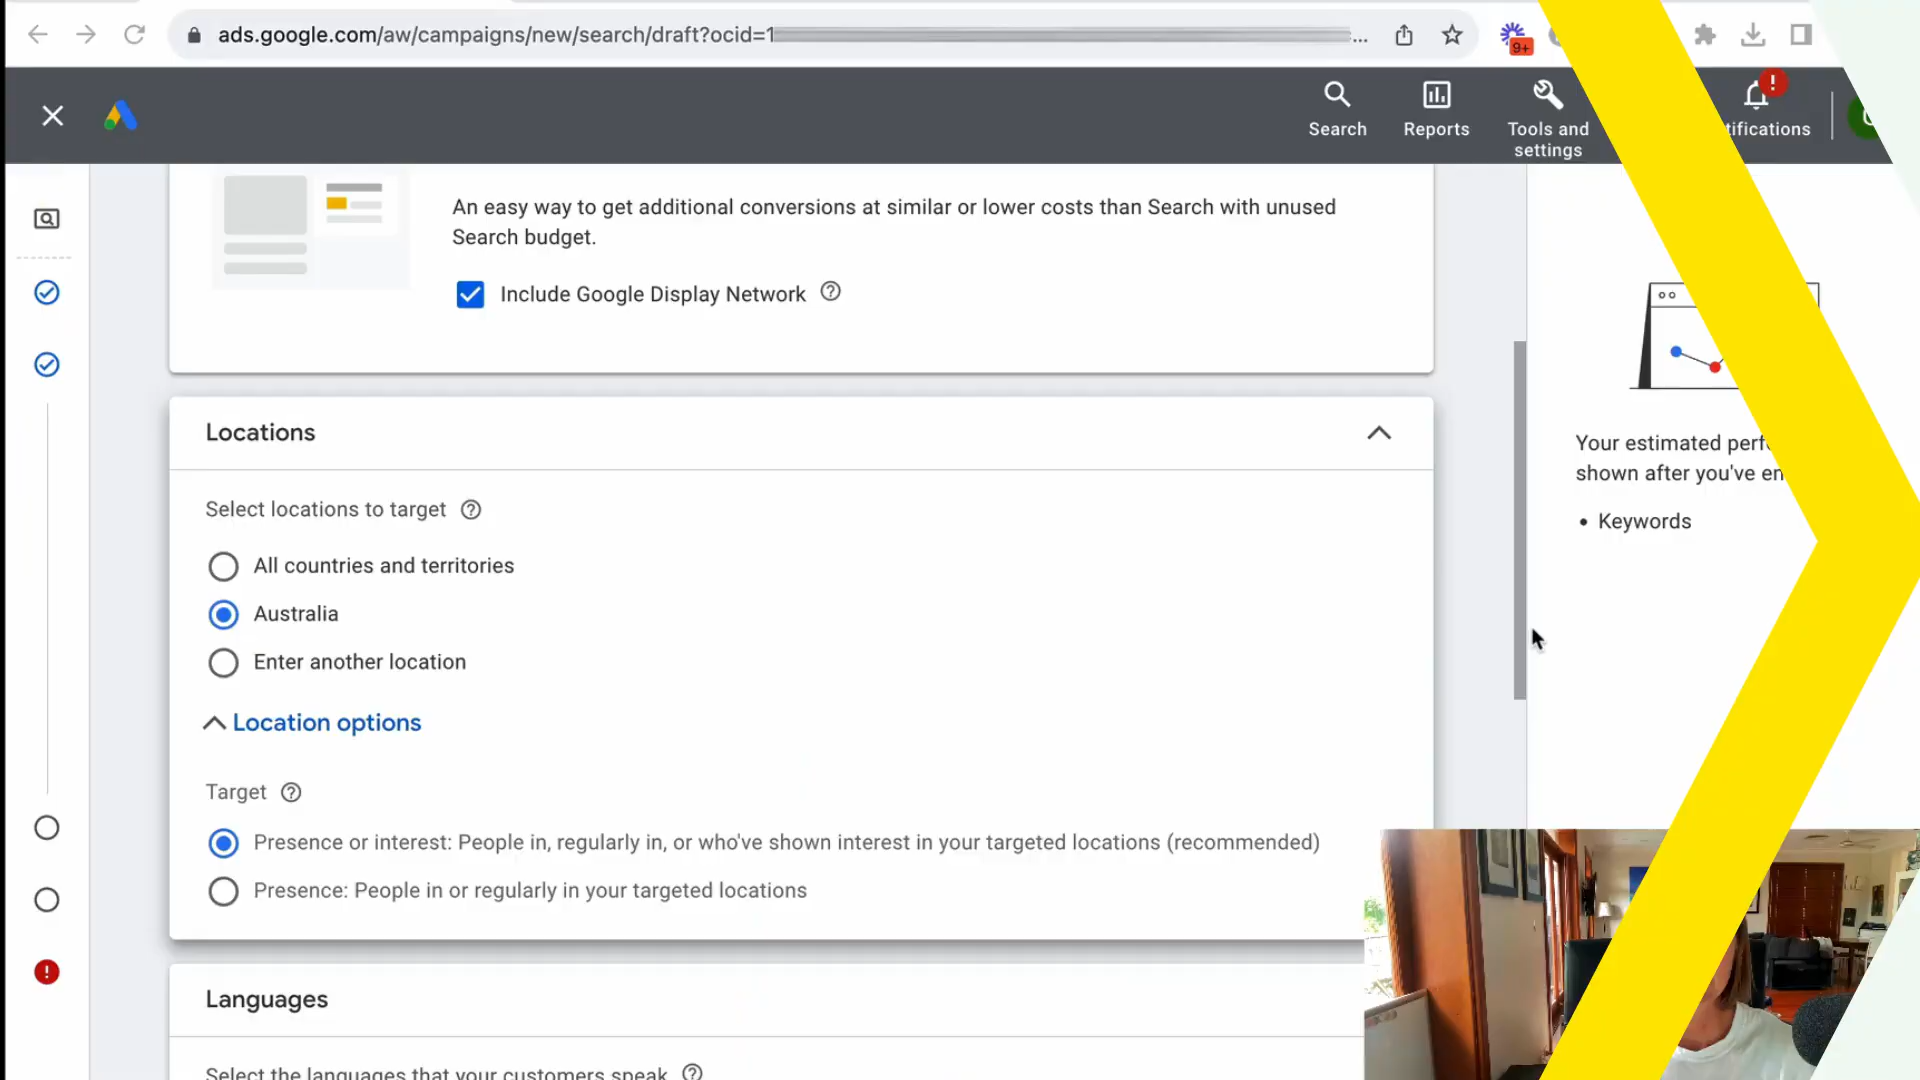 ads.google.com/aw/campaigns/new/search/draft?ocid=1
...
9+
Search
Reports
Tools and
settings
tifications
An easy way to get additional conversions at similar or lower costs than Search with unused
Search budget.
Include Google Display Network
Locations
Select locations to target
All countries and territories
Australia
Enter another location
Location options
Target
Presence or interest: People in, regularly in, or who've shown interest in your targeted locations (recommended)
Presence: People in or regularly in your targeted locations
Languages
Select the languages that your customers speak
Your estimated perf
shown after you've en
• Keywords